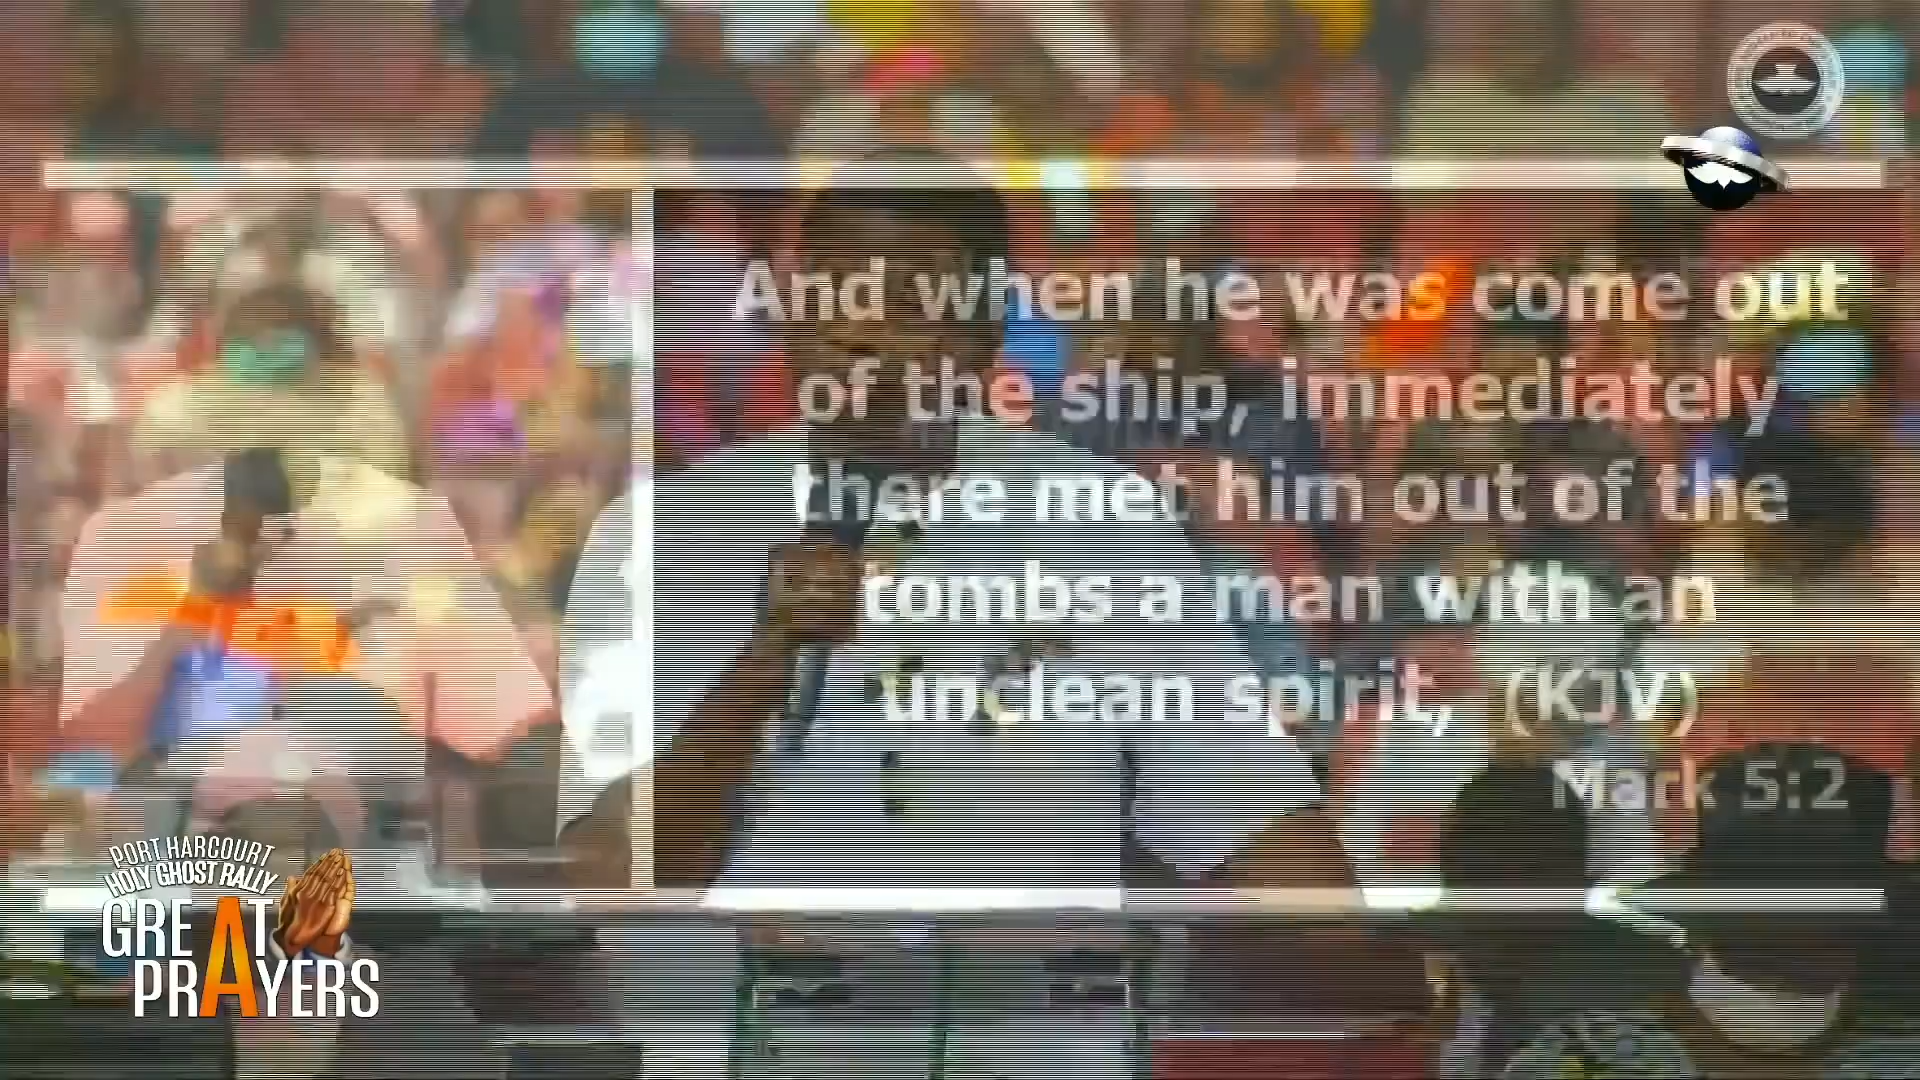 And when he was come out
of the ship, immediately
there met him out of the
tombs a man with an
unclean spirit, (KJV)
Mark 5:2
PORT HARCOURT
HOLY GHOST RALLY
GREAT
PRAYERS